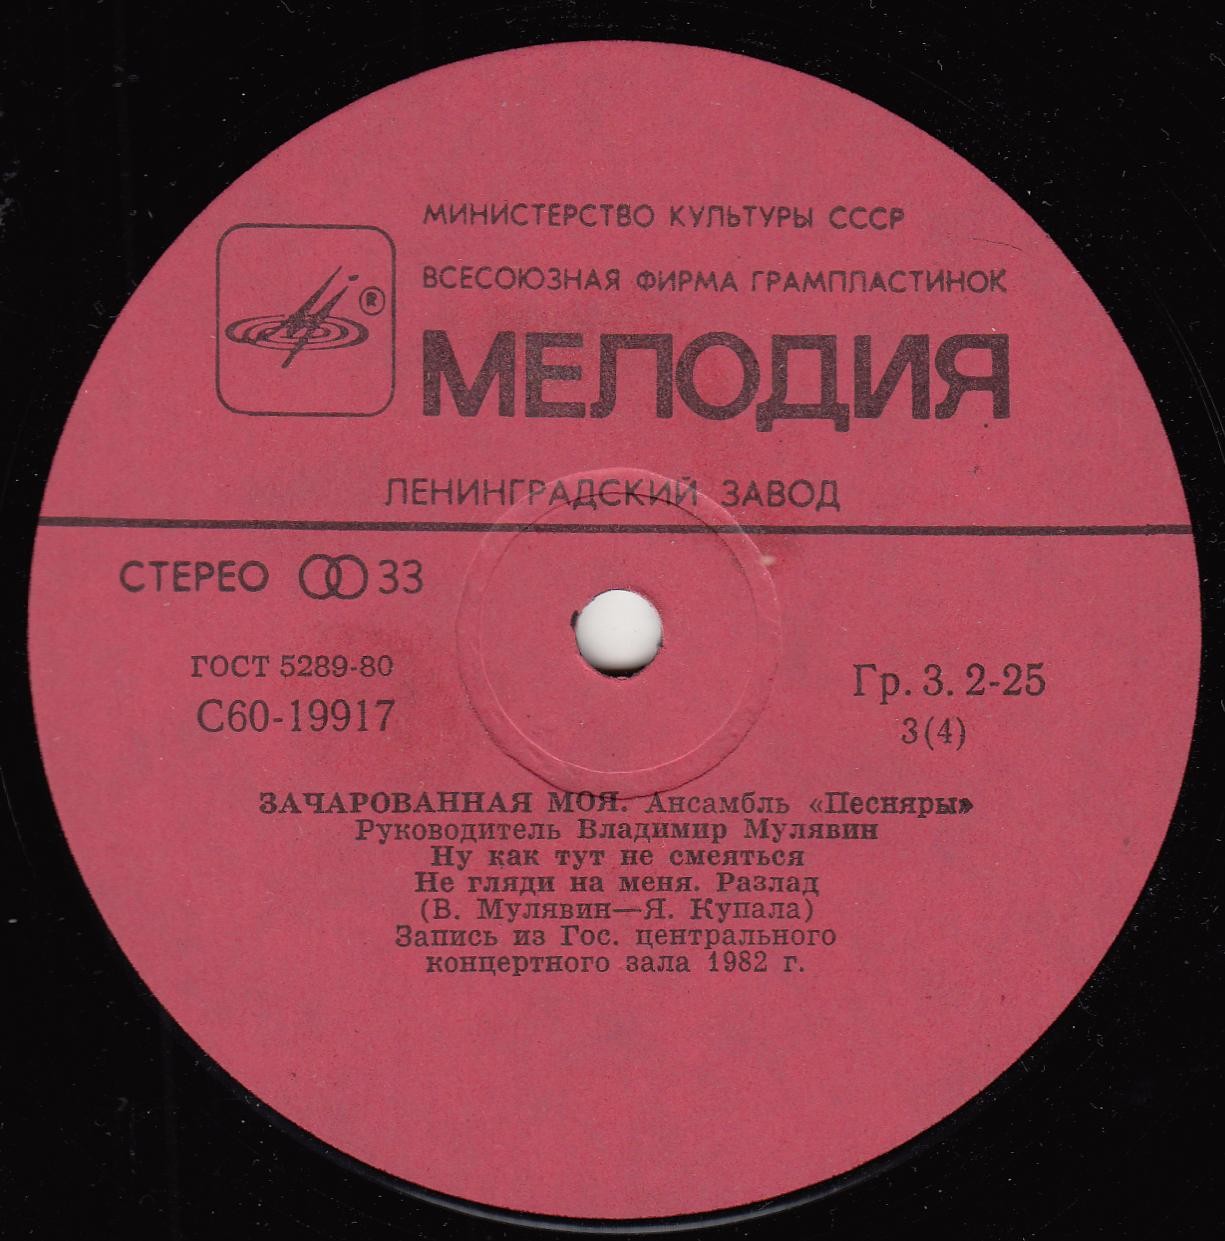 МИНИСТЕРСТВО КУЛЬТУРЫ СССР
ВСЕСОЮЗНАЯ ФИРМА ГРАМПЛАСТИНОК
®
МЕЛОДИЯ
ЛЕНИНГРАДСКИЙ ЗАВОД
СТЕРЕО 33
ГОСТ 5289-80
С60-19917
Гр. 3. 2-25
3(4)
ЗАЧАРОВАННАЯ МОЯ. Ансамбль «Песняры»
Руководитель Владимир Мулявин
Ну как тут не смеяться
Не гляди на меня. Разлад
(В. Мулявин—Я. Купала)
Запись из Гос. центрального
концертного зала 1982 г.